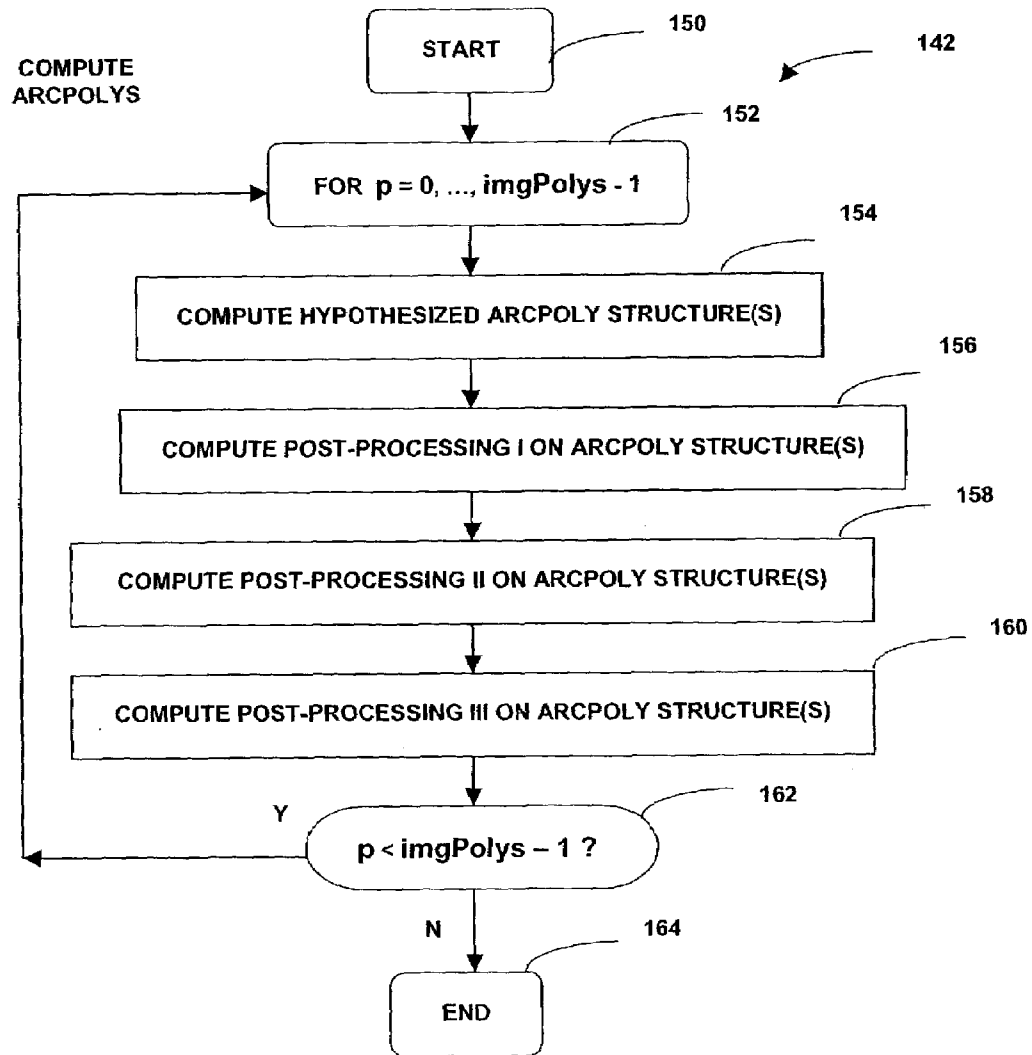 150
START
142
COMPUTE
ARCPOLYS
152
FOR p = 0, ..., imgPolys - 1
154
COMPUTE HYPOTHESIZED ARCPOLY STRUCTURE(S)
156
COMPUTE POST-PROCESSING I ON ARCPOLY STRUCTURE(S)
158
COMPUTE POST-PROCESSING II ON ARCPOLY STRUCTURE(S)
160
COMPUTE POST-PROCESSING III ON ARCPOLY STRUCTURE(S)
162
Y
p < imgPolys – 1 ?
N
164
END